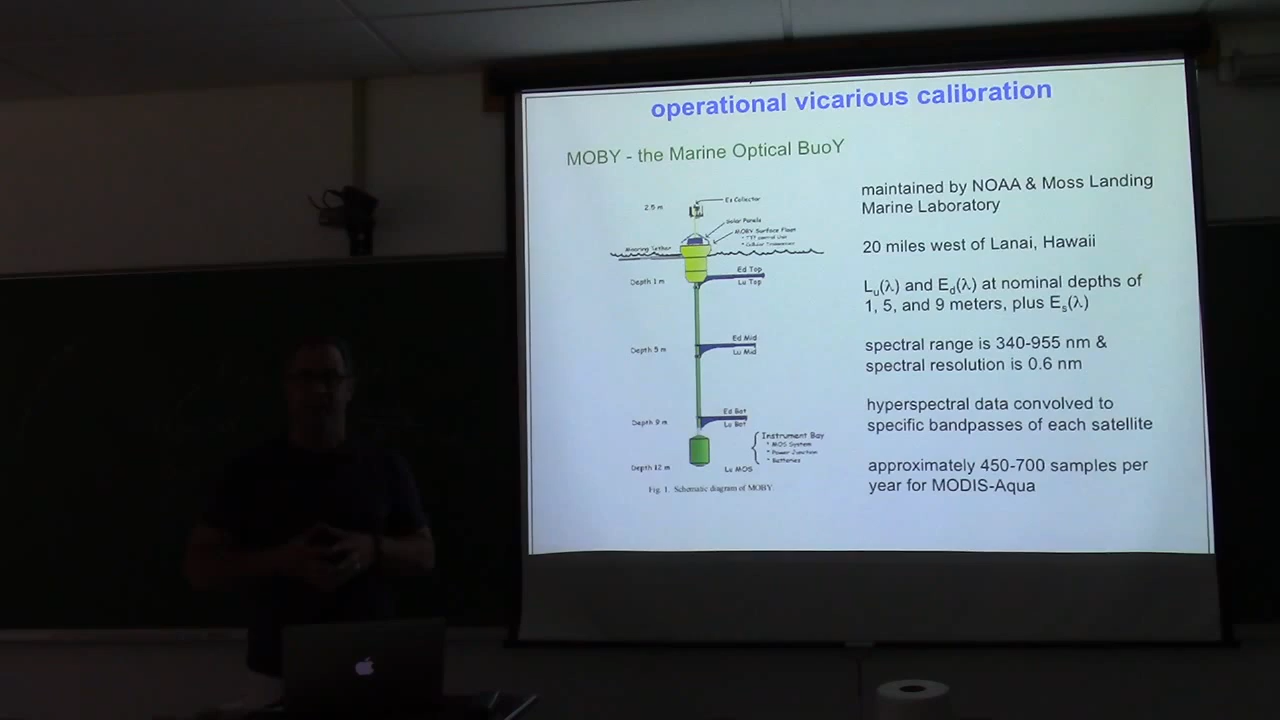 operational vicarious calibration
MOBY - the Marine Optical BuoY
2.5 m
Es Collector
Solar Panels
MOBY Surface Float
Mooring Tether
Depth 1 m
Ed Top
Lu Top
Depth 5 m
Ed Mid
Lu Mid
Depth 9 m
Ed Bot
Lu Bot
Instrument Bay
* MOS System
* Power Junction
* Batteries
Depth 12 m
Lu MOS
Fig. 1. Schematic diagram of MOBY.
maintained by NOAA & Moss Landing
Marine Laboratory
20 miles west of Lanai, Hawaii
Lu(λ) and Ed(λ) at nominal depths of
1, 5, and 9 meters, plus Es(λ)
spectral range is 340-955 nm &
spectral resolution is 0.6 nm
hyperspectral data convolved to
specific bandpasses of each satellite
approximately 450-700 samples per
year for MODIS-Aqua